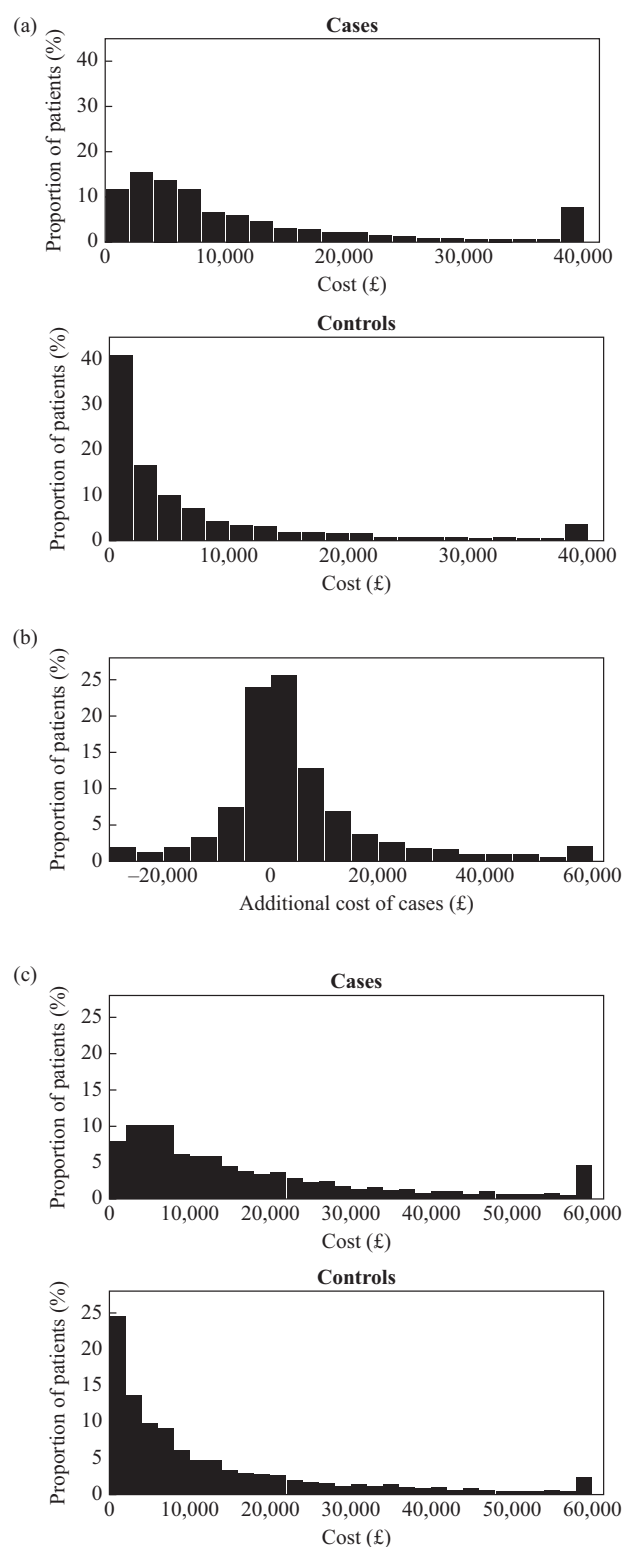 (a)
Cases
Proportion of patients (%)
40
30
20
10
0
0 10,000 20,000 30,000 40,000
Cost (£)
Controls
Proportion of patients (%)
40
30
20
10
0
0 10,000 20,000 30,000 40,000
Cost (£)
(b)
Proportion of patients (%)
25
20
15
10
5
0
−20,000 0 20,000 40,000 60,000
Additional cost of cases (£)
(c)
Cases
Proportion of patients (%)
25
20
15
10
5
0
0 10,000 20,000 30,000 40,000 50,000 60,000
Cost (£)
Controls
Proportion of patients (%)
25
20
15
10
5
0
0 10,000 20,000 30,000 40,000 50,000 60,000
Cost (£)